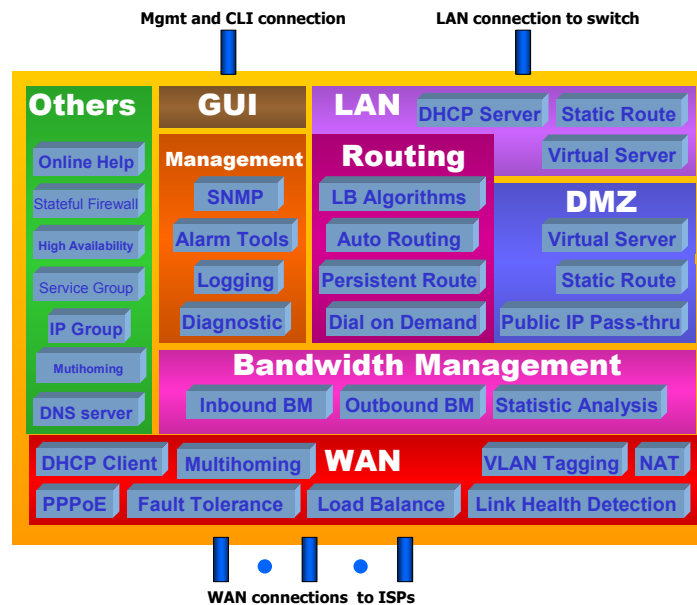 Mgmt and CLI connection
LAN connection to switch
Others
Online Help
Stateful Firewall
High Availability
Service Group
IP Group
Mutihoming
DNS server
GUI
Management
SNMP
Alarm Tools
Logging
Diagnostic
LAN
DHCP Server
Static Route
Virtual Server
Routing
LB Algorithms
Auto Routing
Persistent Route
Dial on Demand
DMZ
Virtual Server
Static Route
Public IP Pass-thru
Bandwidth Management
Inbound BM
Outbound BM
Statistic Analysis
WAN
DHCP Client
Multihoming
VLAN Tagging
NAT
PPPoE
Fault Tolerance
Load Balance
Link Health Detection
WAN connections to ISPs